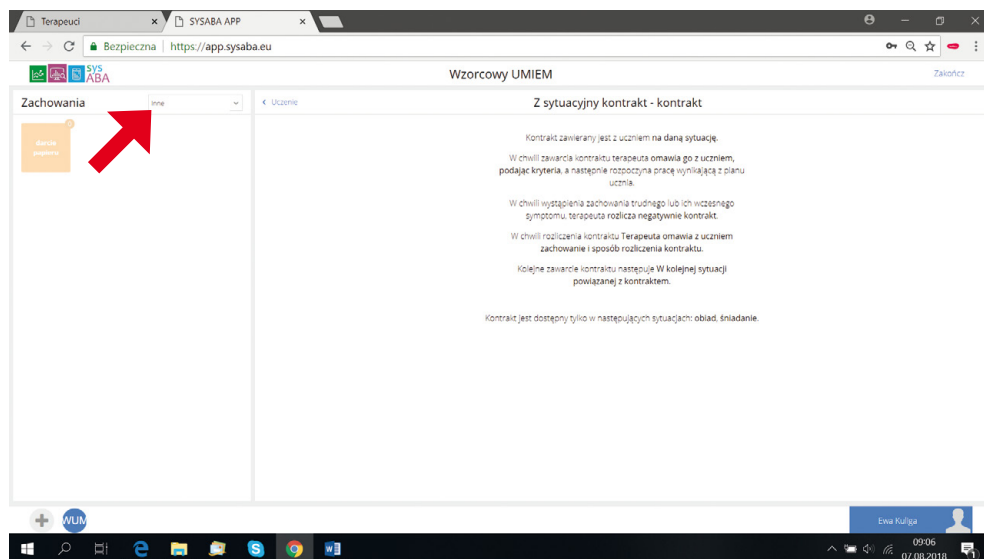 Terapeuci
SYSABA APP
Bezpieczna | https://app.sysaba.eu
SYS
ABA
Wzorcowy UMIEM
Zakończ
Zachowania
Inne
Uczenie
Z sytuacyjny kontrakt - kontrakt
darcie
papieru
Kontrakt zawierany jest z uczniem na daną sytuację.
W chwili zawarcia kontraktu terapeuta omawia go z uczniem,
podając kryteria, a następnie rozpoczyna pracę wynikającą z planu
ucznia.
W chwili wystąpienia zachowania trudnego lub ich wczesnego
symptomu, terapeuta rozlicza negatywnie kontrakt.
W chwili rozliczenia kontraktu Terapeuta omawia z uczniem
zachowanie i sposób rozliczenia kontraktu.
Kolejne zawarcie kontraktu następuje W kolejnej sytuacji
powiązanej z kontraktem.
Kontrakt jest dostępny tylko w następujących sytuacjach: obiad, śniadanie.
WUM
Ewa Kuliga
09:06
07.08.2018